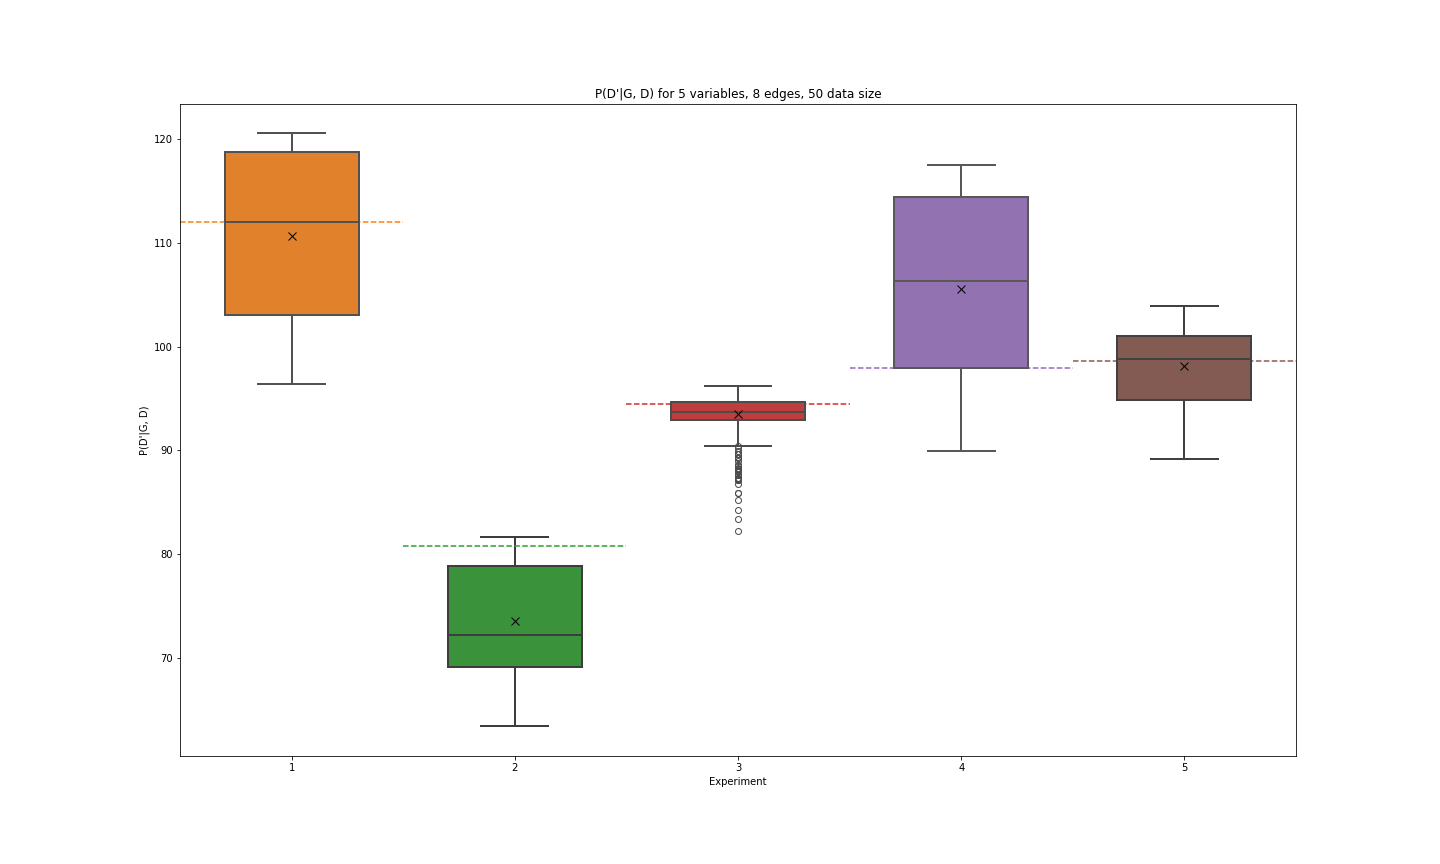 P(D'|G, D) for 5 variables, 8 edges, 50 data size
120
110
100
90
80
70
P(D'|G, D)
1 2 3 4 5
Experiment